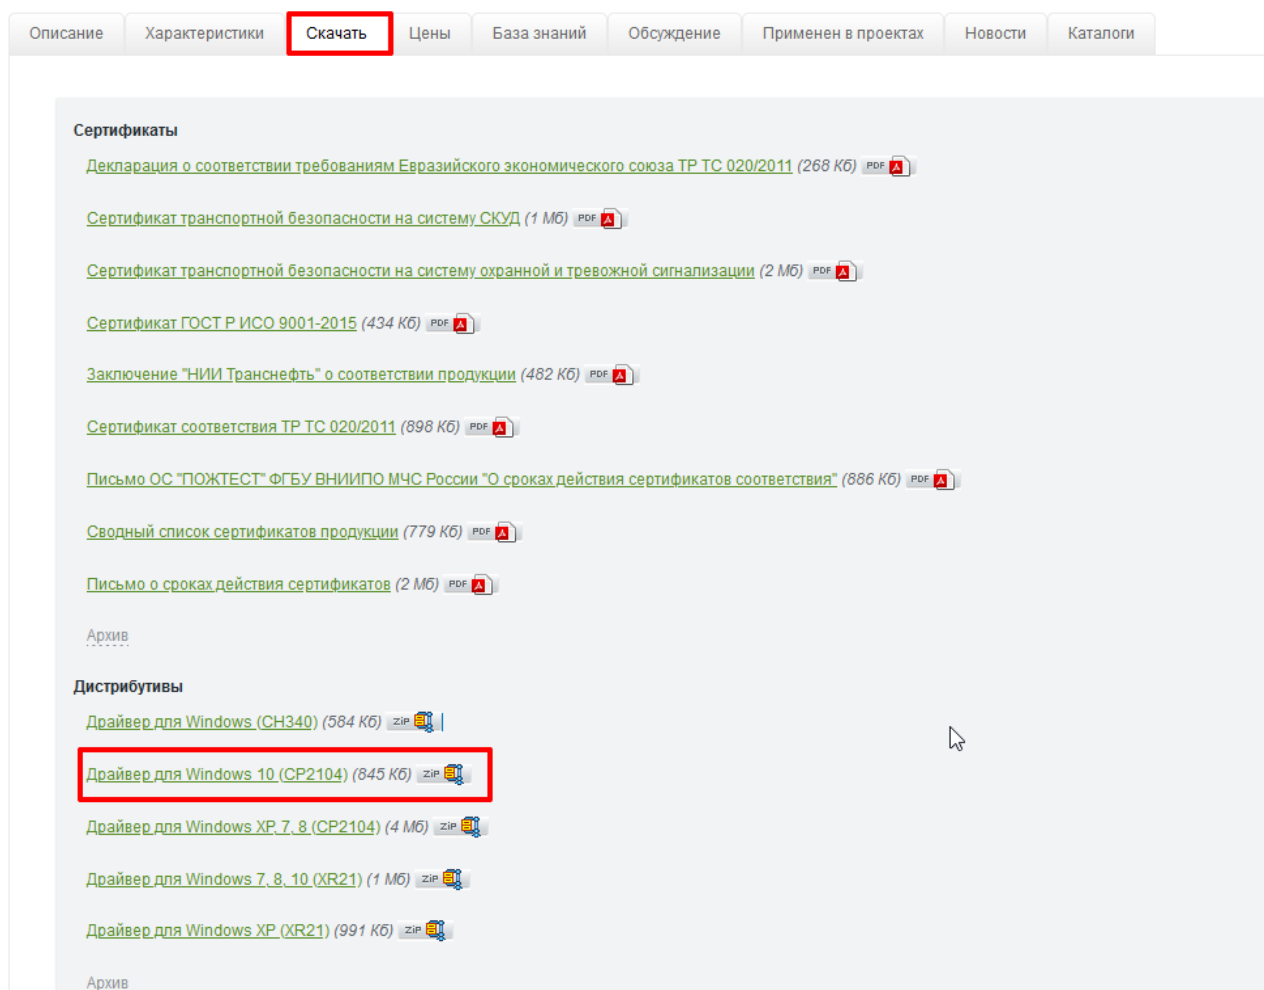 Описание Характеристики Скачать Цены База знаний Обсуждение Применен в проектах Новости Каталоги
Сертификаты
Декларация о соответствии требованиям Евразийского экономического союза ТР ТС 020/2011 (268 Кб) PDF
Сертификат транспортной безопасности на систему СКУД (1 Мб) PDF
Сертификат транспортной безопасности на систему охранной и тревожной сигнализации (2 Мб) PDF
Сертификат ГОСТ Р ИСО 9001-2015 (434 Кб) PDF
Заключение "НИИ Транснефть" о соответствии продукции (482 Кб) PDF
Сертификат соответствия ТР ТС 020/2011 (898 Кб) PDF
Письмо ОС "ПОЖТЕСТ" ФГБУ ВНИИПО МЧС России "О сроках действия сертификатов соответствия" (886 Кб) PDF
Сводный список сертификатов продукции (779 Кб) PDF
Письмо о сроках действия сертификатов (2 Мб) PDF
Архив
Дистрибутивы
Драйвер для Windows (CH340) (584 Кб) ZIP
Драйвер для Windows 10 (CP2104) (845 Кб) ZIP
Драйвер для Windows XP, 7, 8 (CP2104) (4 Мб) ZIP
Драйвер для Windows 7, 8, 10 (XR21) (1 Мб) ZIP
Драйвер для Windows XP (XR21) (991 Кб) ZIP
Архив